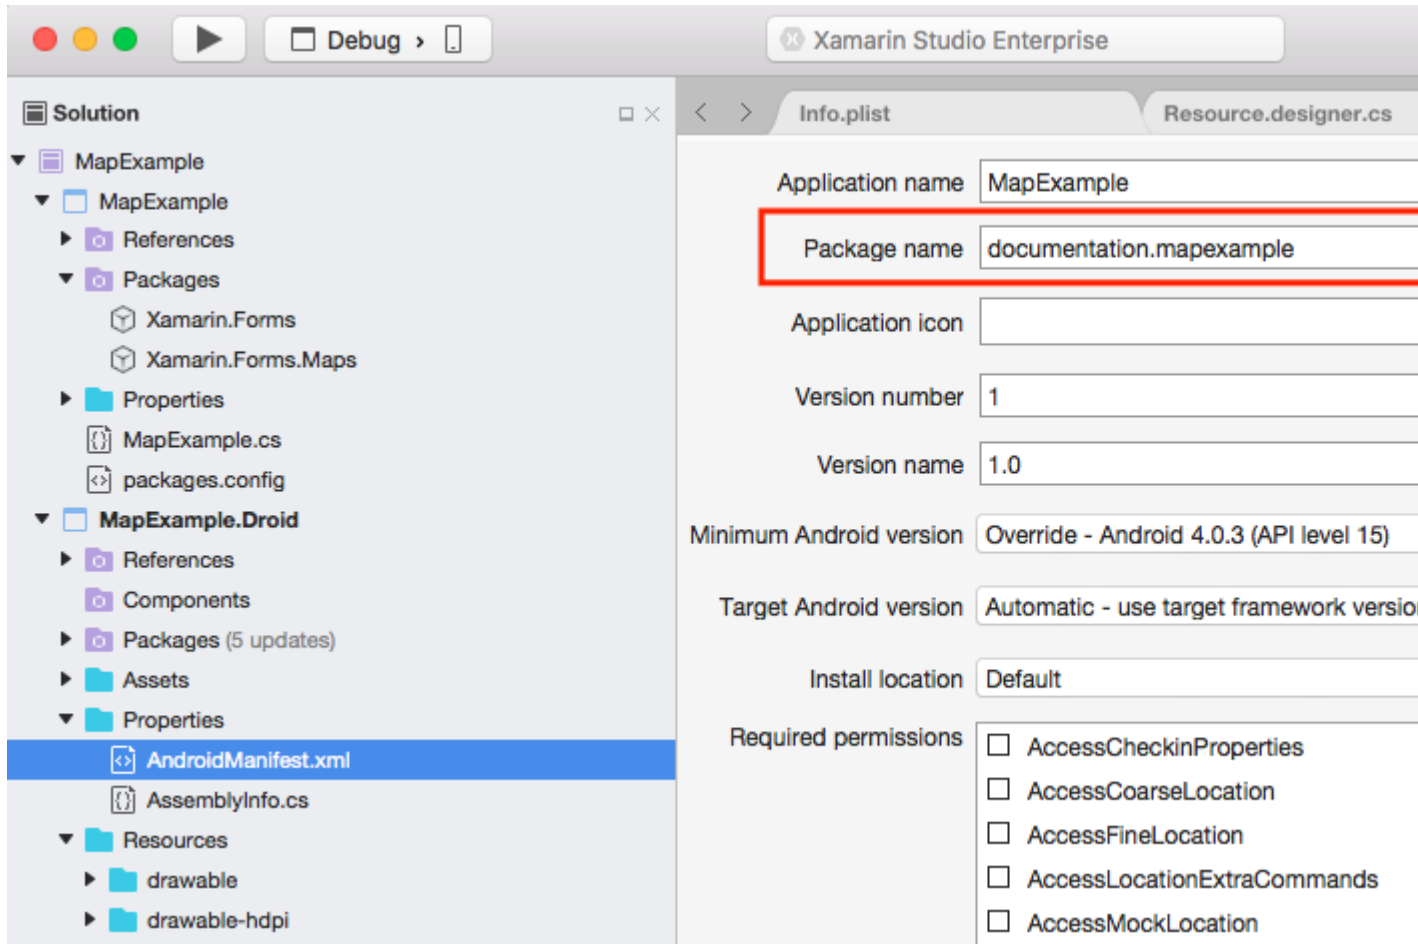 Debug
Xamarin Studio Enterprise
Solution
MapExample
MapExample
References
Packages
Xamarin.Forms
Xamarin.Forms.Maps
Properties
MapExample.cs
packages.config
MapExample.Droid
References
Components
Packages (5 updates)
Assets
Properties
AndroidManifest.xml
AssemblyInfo.cs
Resources
drawable
drawable-hdpi
Info.plist
Resource.designer.cs
Application name MapExample
Package name documentation.mapexample
Application icon
Version number 1
Version name 1.0
Minimum Android version Override - Android 4.0.3 (API level 15)
Target Android version Automatic - use target framework
Install location Default
Required permissions
AccessCheckinProperties
AccessCoarseLocation
AccessFineLocation
AccessLocationExtraCommands
AccessMockLocation